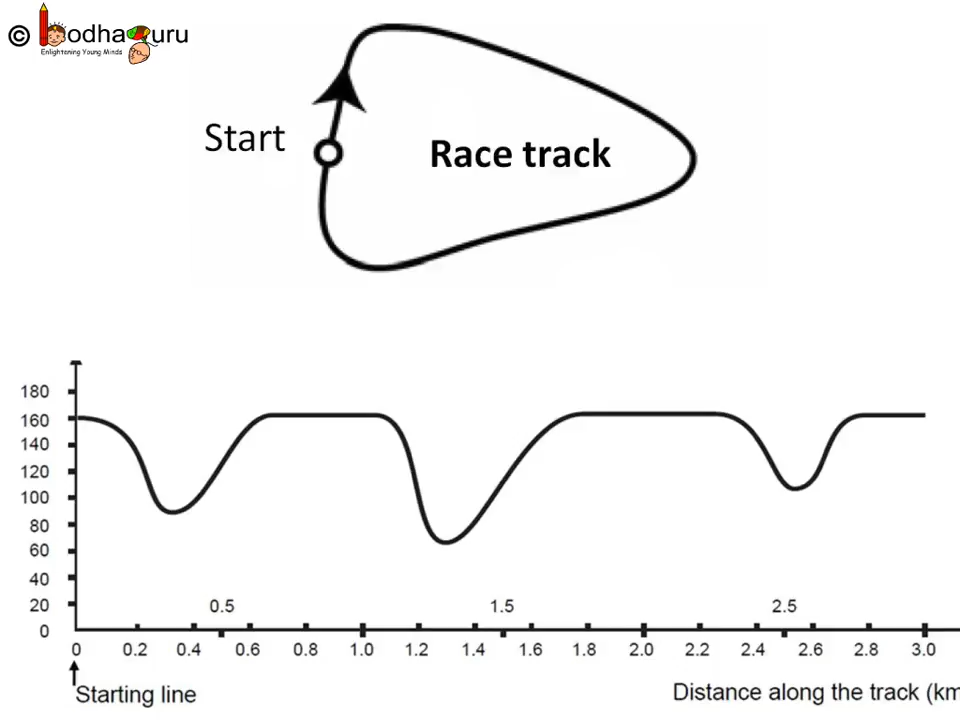 © BodhaGuru
Enlightening Young Minds
Start
Race track
180
160
140
120
100
80
60
40
20
0
0.5 1.5 2.5
0 0.2 0.4 0.6 0.8 1.0 1.2 1.4 1.6 1.8 2.0 2.2 2.4 2.6 2.8 3.0
Starting line
Distance along the track (km